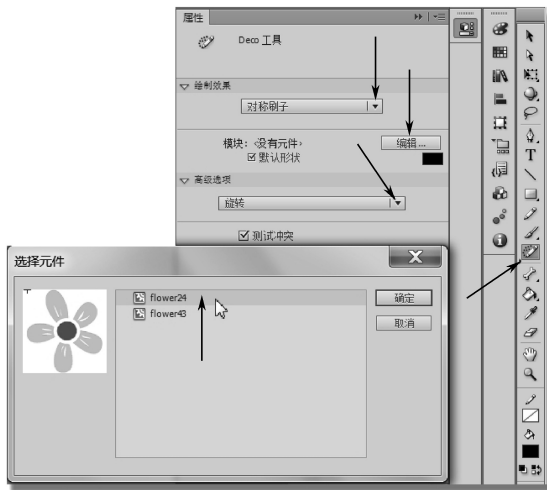 属性
Deco 工具
绘制效果
对称刷子
模块: <没有元件>
编辑...
默认形状
高级选项
旋转
测试冲突
选择元件
flower24
flower43
确定
取消
T